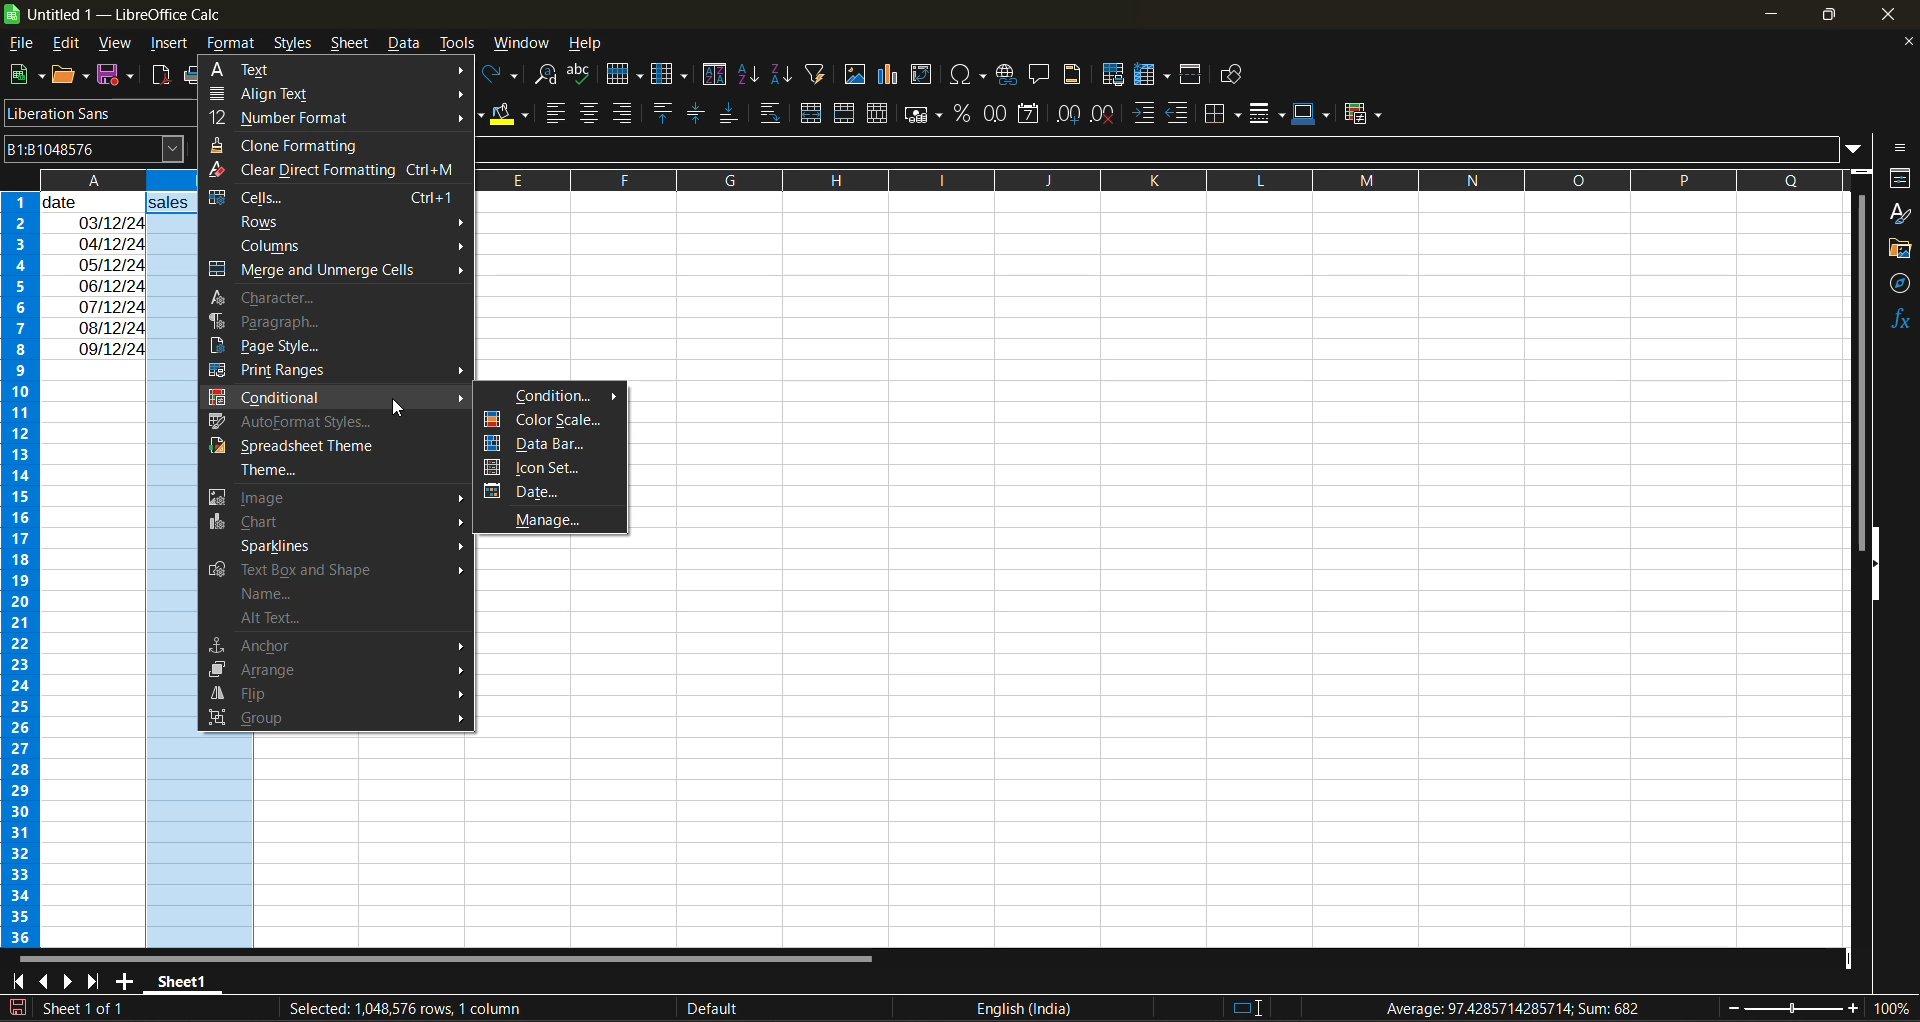 Untitled 1 — LibreOffice Calc
File Edit View Insert Format Styles Sheet Data Tools Window Help
Liberation Sans
B1:B1048576
A E F G H I J K L M N O P Q
1 date sales
2 03/12/24
3 04/12/24
4 05/12/24
5 06/12/24
6 07/12/24
7 08/12/24
8 09/12/24
9
10
11
12
13
14
15
16
17
18
19
20
21
22
23
24
25
26
27
28
29
30
31
32
33
34
35
36
Text
Align Text
Number Format
Clone Formatting
Clear Direct Formatting Ctrl+M
Cells... Ctrl+1
Rows
Columns
Merge and Unmerge Cells
Character...
Paragraph...
Page Style...
Print Ranges
Conditional
AutoFormat Styles...
Spreadsheet Theme
Theme...
Image
Chart
Sparklines
Text Box and Shape
Name...
Alt Text...
Anchor
Arrange
Flip
Group
Condition...
Color Scale...
Data Bar...
Icon Set...
Date...
Manage...
Sheet1
Sheet 1 of 1 Selected: 1,048,576 rows, 1 column Default English (India) Average: 97.4285714285714; Sum: 682 100%